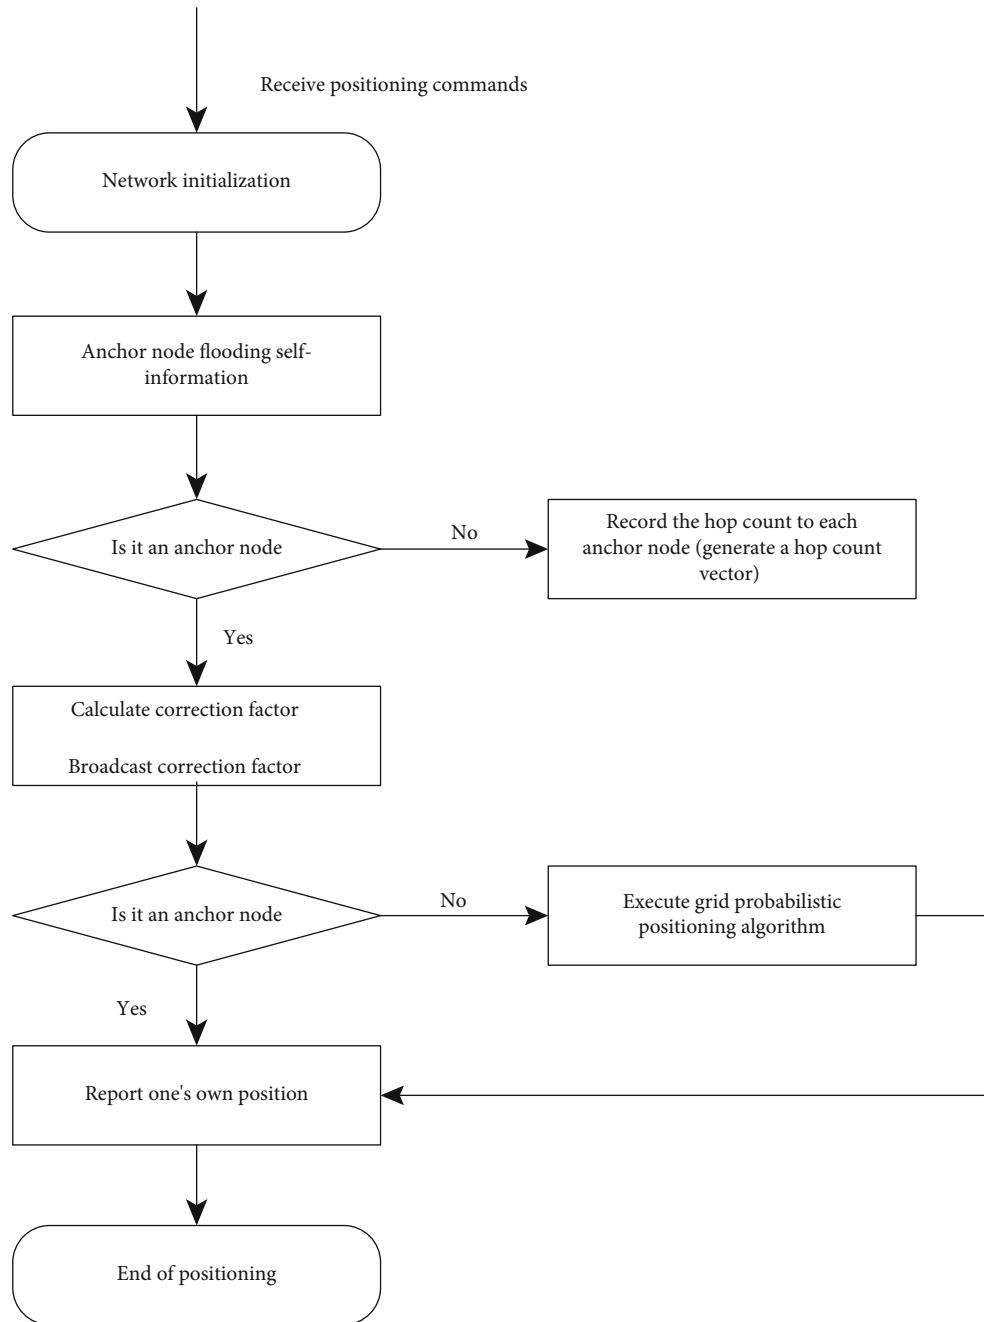 Receive positioning commands
Network initialization
Anchor node flooding self-
information
Is it an anchor node
No
Record the hop count to each
anchor node (generate a hop count
vector)
Yes
Calculate correction factor
Broadcast correction factor
Is it an anchor node
No
Execute grid probabilistic
positioning algorithm
Yes
Report one's own position
End of positioning